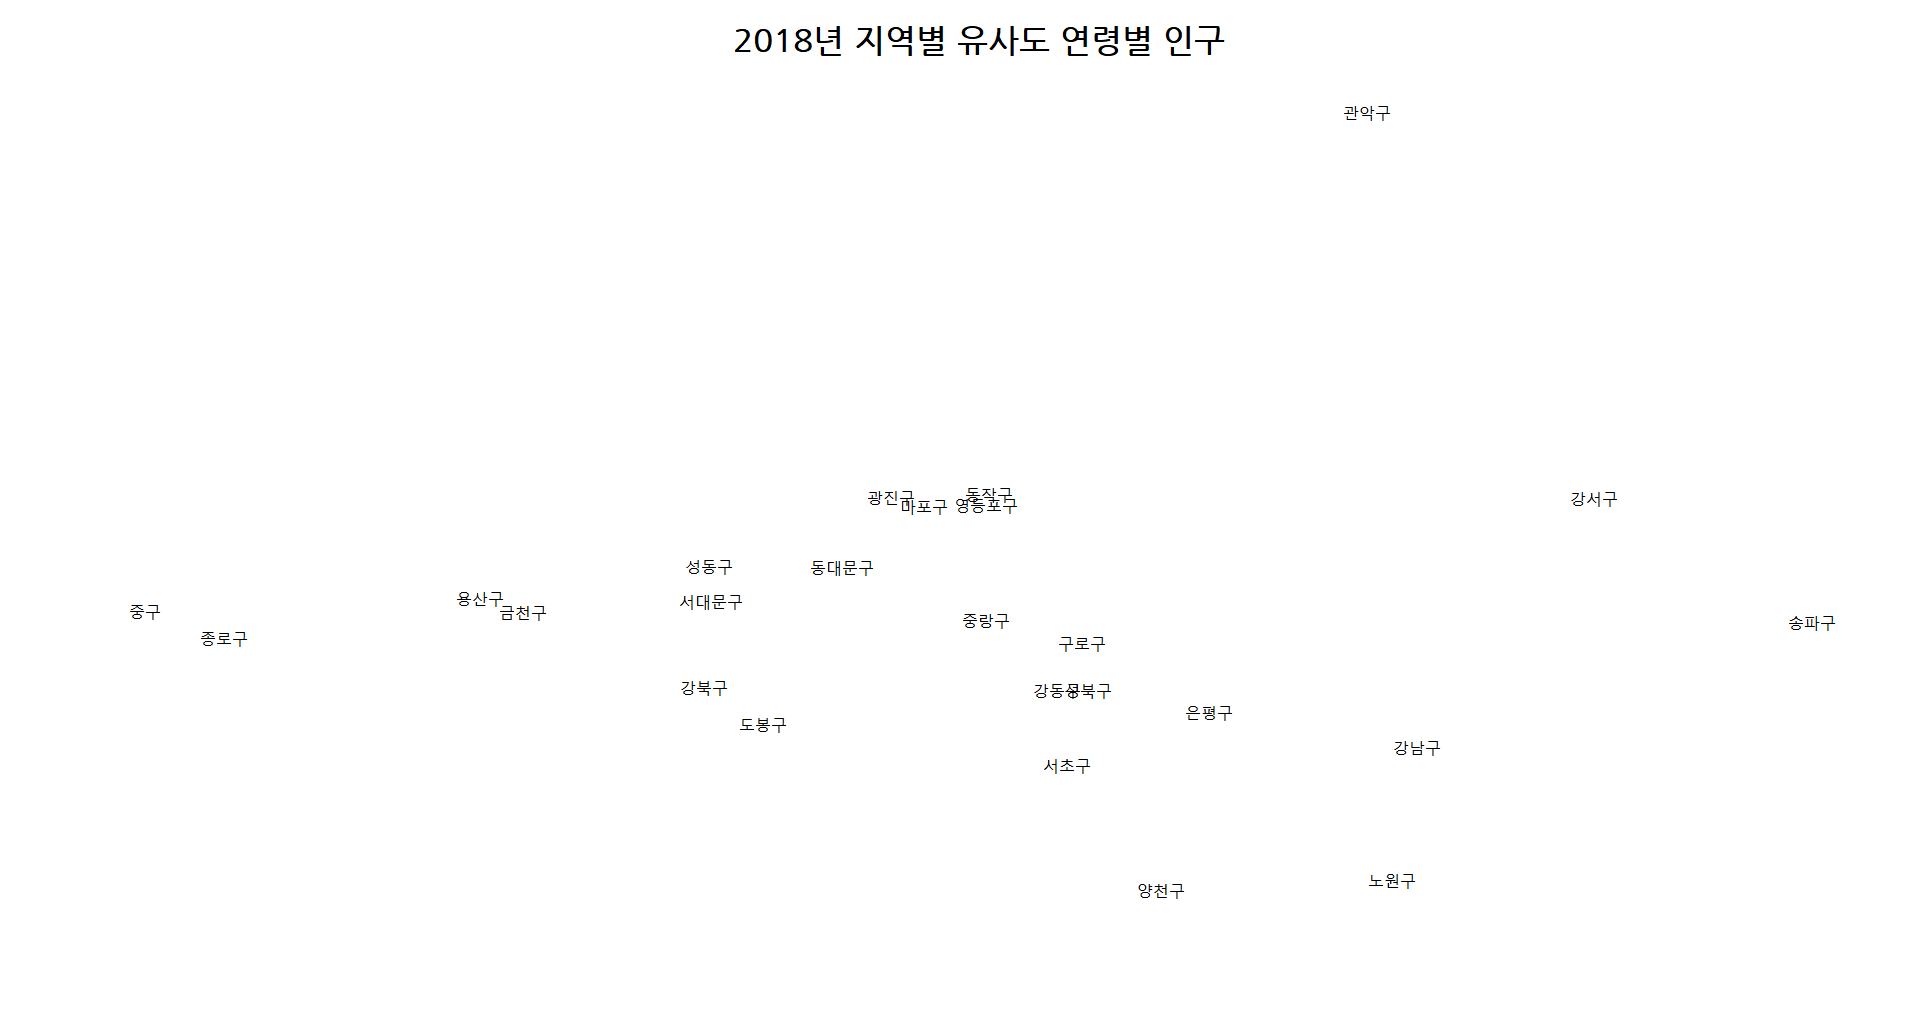 2018년 지역별 유사도 연령별 인구
관악구
광진구
마포구
동작구
영등포구
강서구
성동구
동대문구
용산구
금천구
서대문구
중구
종로구
중랑구
송파구
구로구
강북구
강동구
성북구
은평구
도봉구
강남구
서초구
양천구
노원구